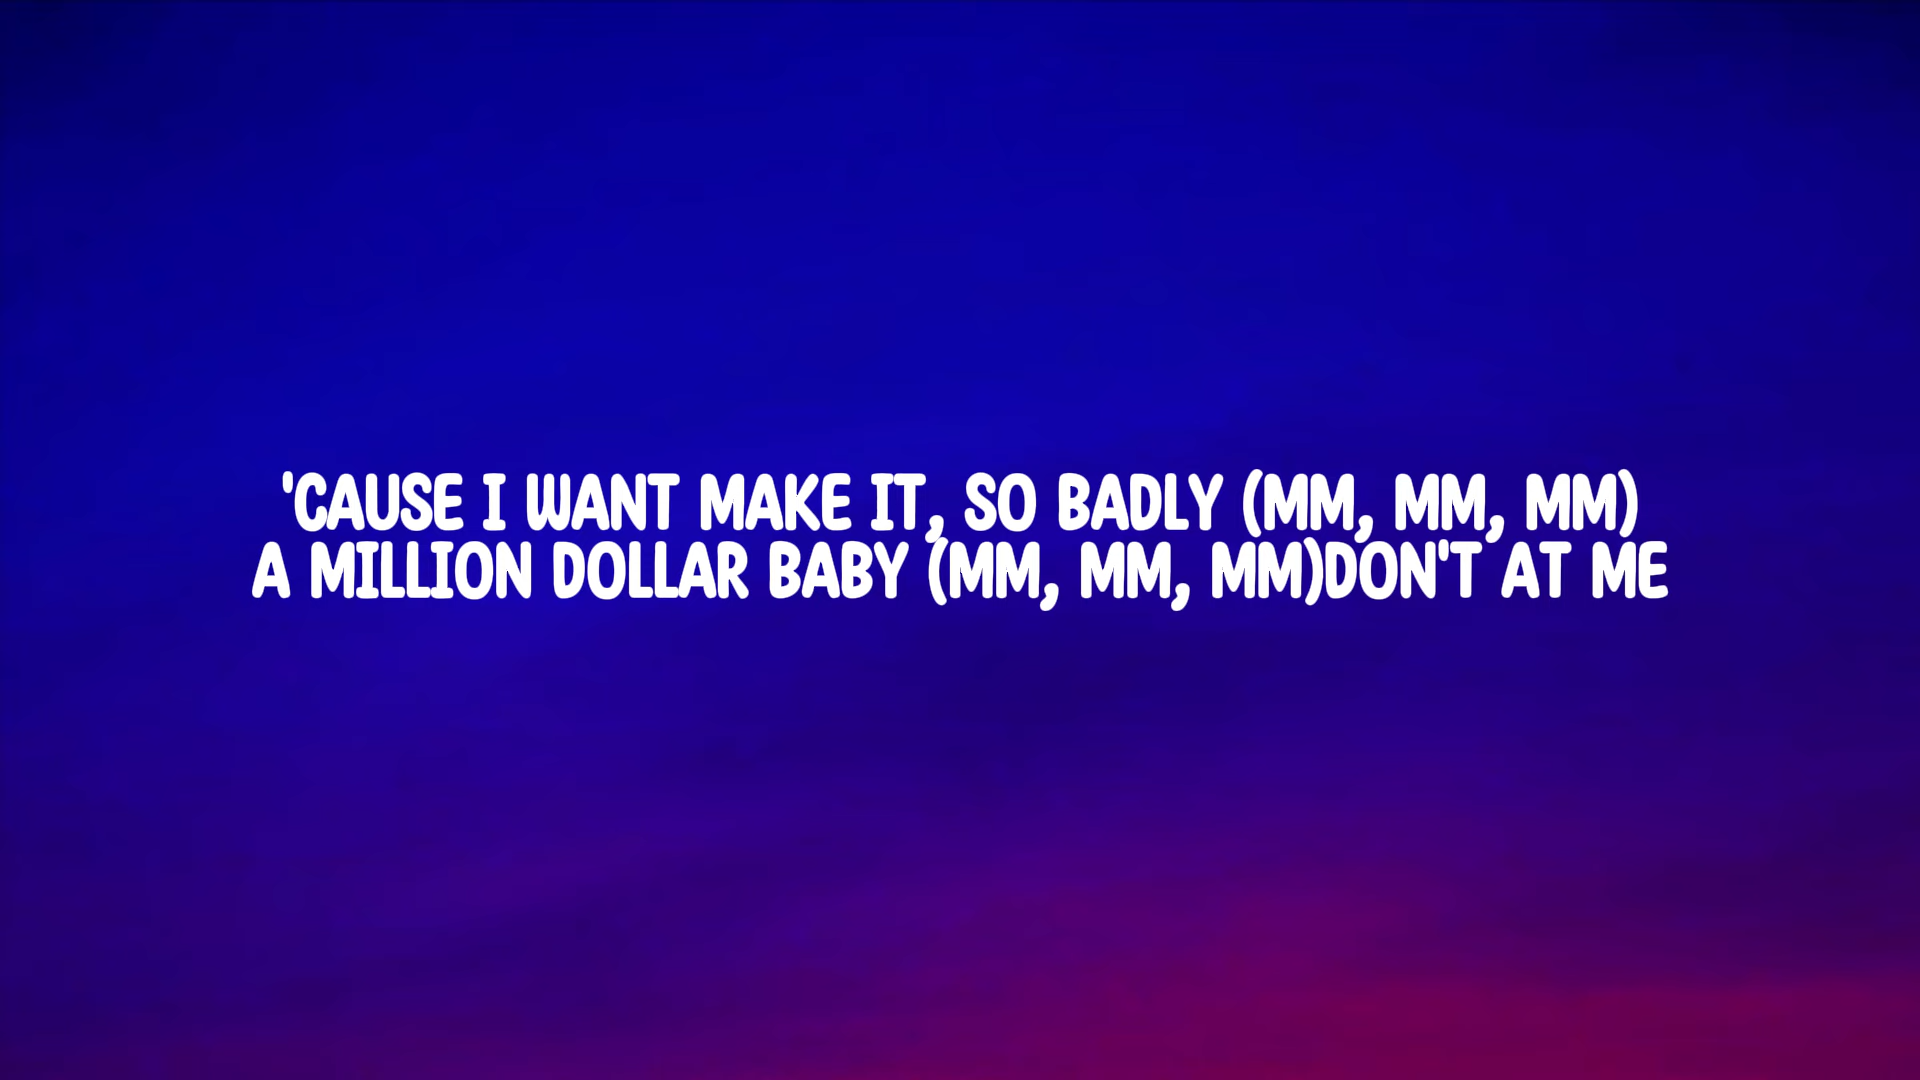 'CAUSE I WANT MAKE IT, SO BADLY (MM, MM, MM)
A MILLION DOLLAR BABY (MM, MM, MM)DON'T AT ME